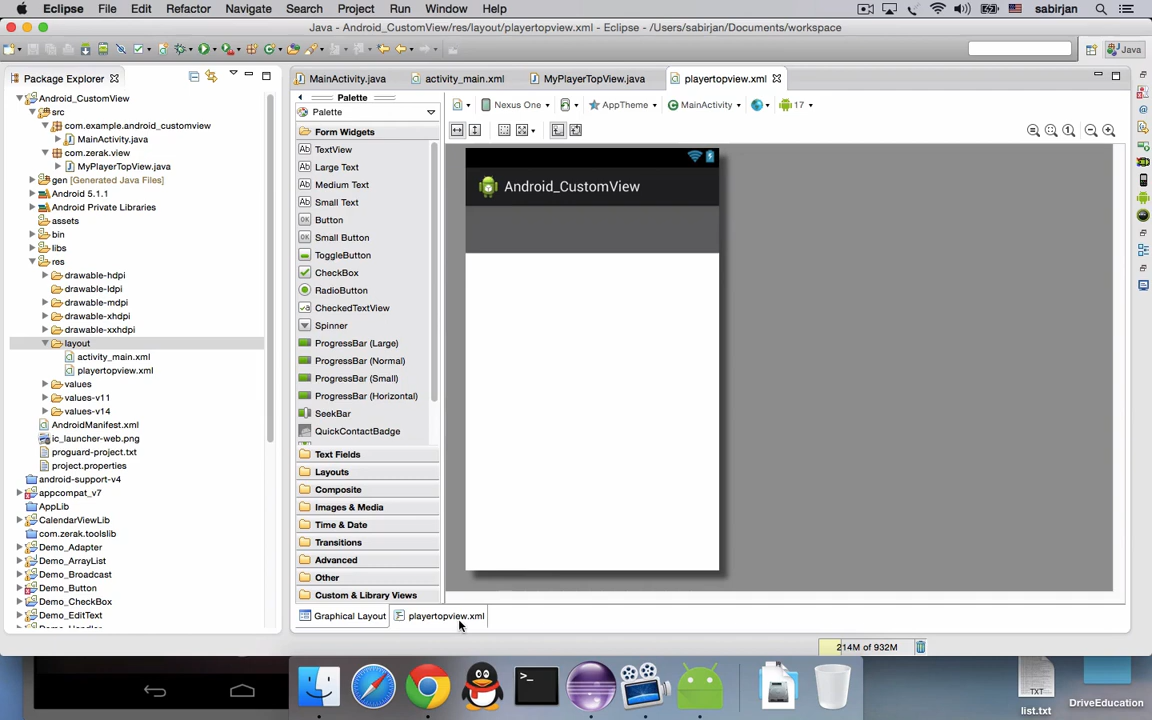 Eclipse File Edit Refactor Navigate Search Project Run Window Help sabirjan
Java - Android_CustomView/res/layout/playertopview.xml - Eclipse - /Users/sabirjan/Documents/workspace
Java
Package Explorer
MainActivity.java
activity_main.xml
MyPlayerTopView.java
playertopview.xml
Android_CustomView
src
com.example.android_customview
MainActivity.java
com.zerak.view
MyPlayerTopView.java
gen [Generated Java Files]
Android 5.1.1
Android Private Libraries
assets
bin
libs
res
drawable-hdpi
drawable-ldpi
drawable-mdpi
drawable-xhdpi
drawable-xxhdpi
layout
activity_main.xml
playertopview.xml
values
values-v11
values-v14
AndroidManifest.xml
ic_launcher-web.png
proguard-project.txt
project.properties
android-support-v4
appcompat_v7
AppLib
CalendarViewLib
com.zerak.toolslib
Demo_Adapter
Demo_ArrayList
Demo_Broadcast
Demo_Button
Demo_CheckBox
Demo_EditText
Palette
Palette
Form Widgets
TextView
Large Text
Medium Text
Small Text
Button
Small Button
ToggleButton
CheckBox
RadioButton
CheckedTextView
Spinner
ProgressBar (Large)
ProgressBar (Normal)
ProgressBar (Small)
ProgressBar (Horizontal)
SeekBar
QuickContactBadge
Text Fields
Layouts
Composite
Images & Media
Time & Date
Transitions
Advanced
Other
Custom & Library Views
Nexus One
AppTheme
MainActivity
17
Android_CustomView
Graphical Layout
playertopview.xml
214M of 932M
TXT
list.txt
DriveEducation